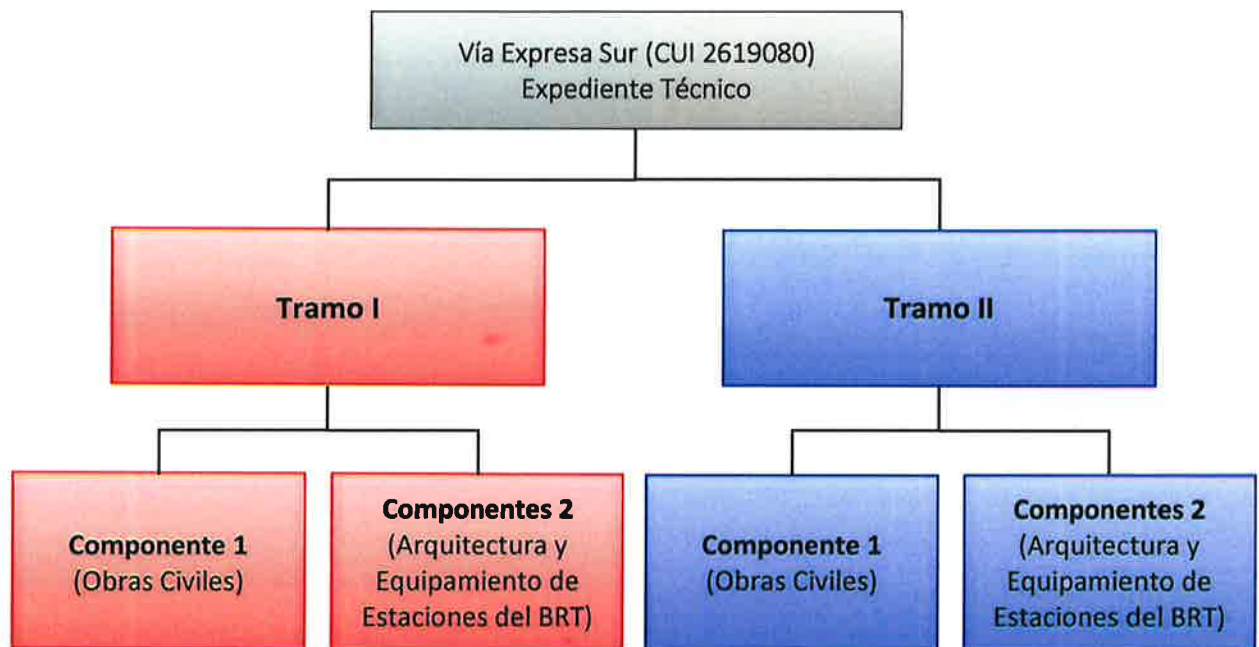 Vía Expresa Sur (CUI 2619080)
Expediente Técnico
Tramo I
Tramo II
Componente 1
(Obras Civiles)
Componentes 2
(Arquitectura y
Equipamiento de
Estaciones del BRT)
Componente 1
(Obras Civiles)
Componentes 2
(Arquitectura y
Equipamiento de
Estaciones del BRT)